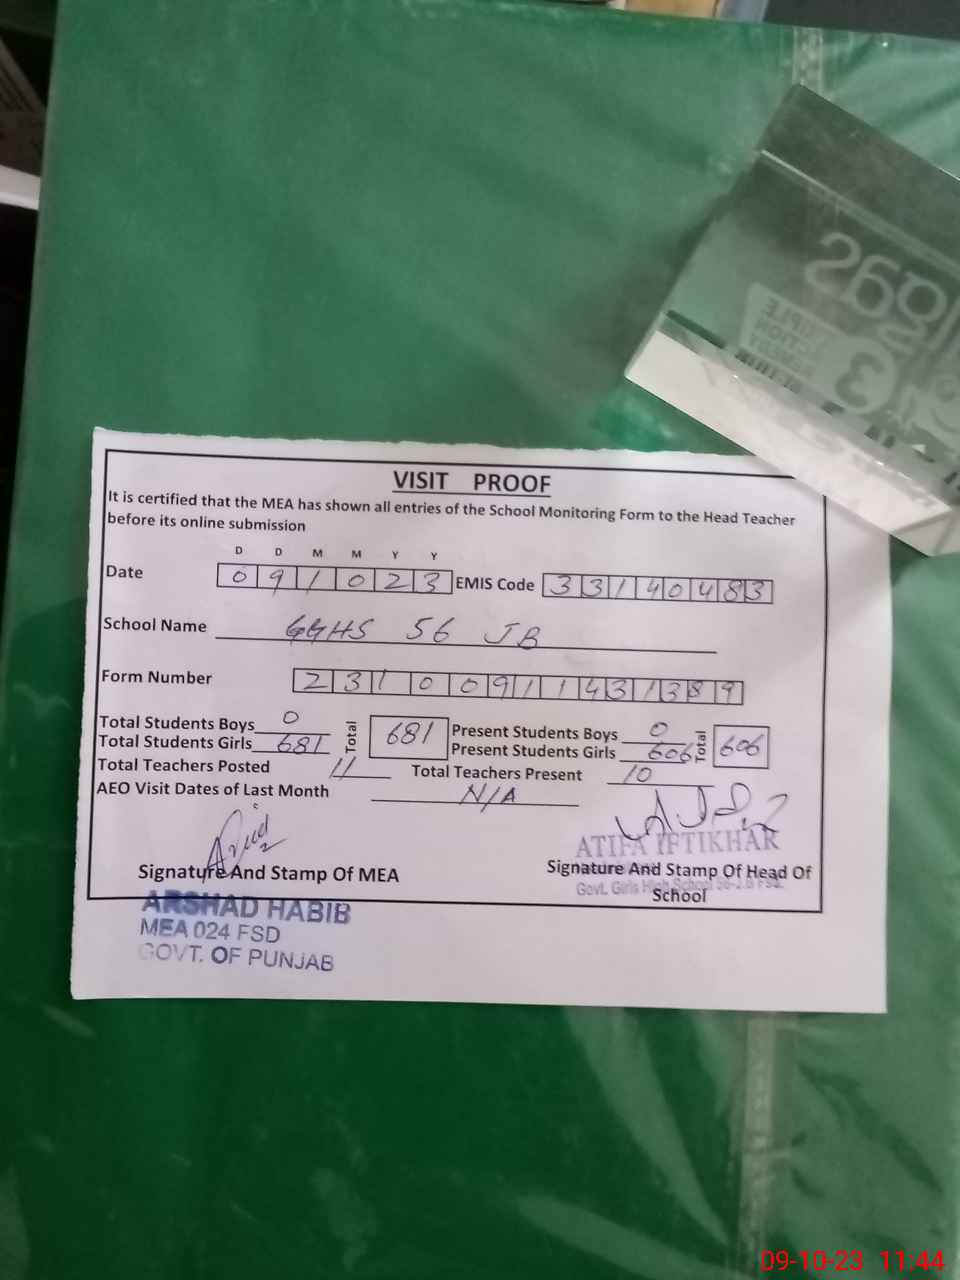 VISIT PROOF
It is certified that the MEA has shown all entries of the School Monitoring Form to the Head Teacher
before its online submission
D D M M Y Y
Date 0 9 1 0 2 3 EMIS Code 3 3 1 4 0 4 8 3
School Name GGHS 56 JB
Form Number 2 3 1 0 0 9 1 1 4 3 1 3 8 9
Total Students Boys 0 Total 681 Present Students Boys 0 Total 606
Total Students Girls 681 Present Students Girls 606
Total Teachers Posted 11 Total Teachers Present 10
AEO Visit Dates of Last Month N/A
ATIFA IFTIKHAR
Signature And Stamp Of MEA Signature And Stamp Of Head Of
School
Govt. Girls High School
ARSHAD HABIB
MEA 024 FSD
GOVT. OF PUNJAB
09-10-23 11:44